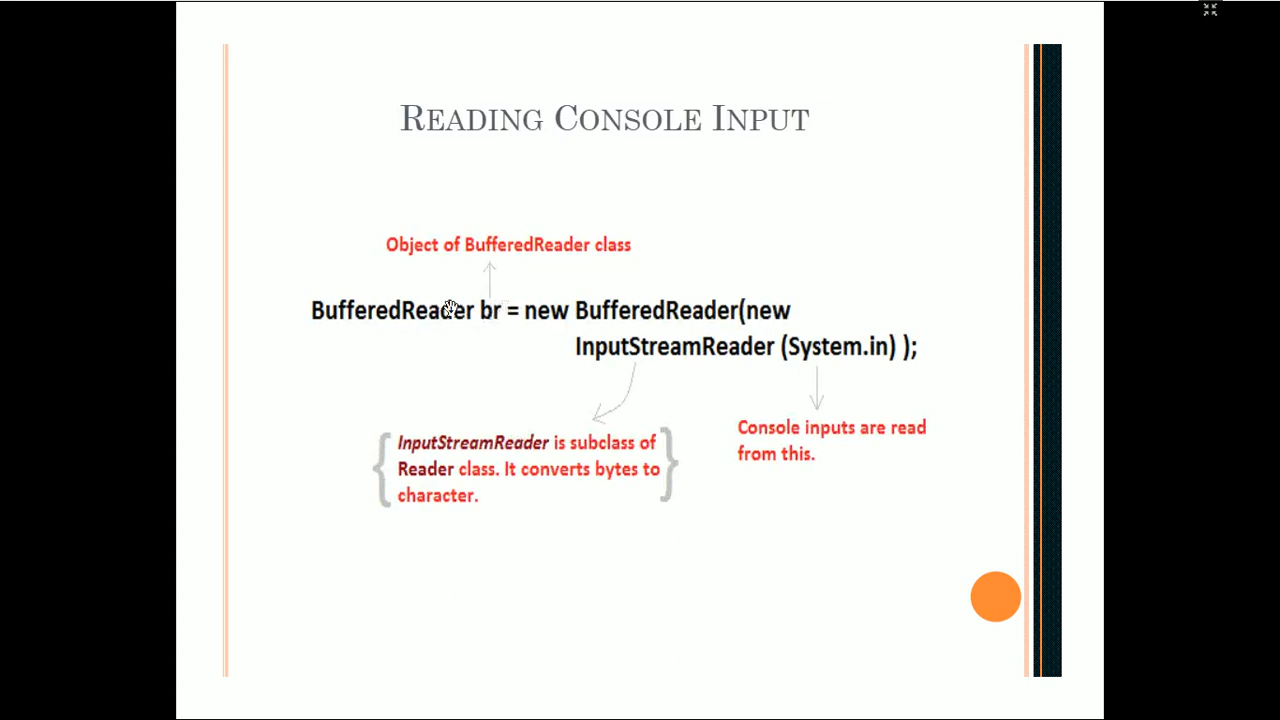 READING CONSOLE INPUT
Object of BufferedReader class
BufferedReader br = new BufferedReader(new
InputStreamReader (System.in) );
InputStreamReader is subclass of
Reader class. It converts bytes to
character.
Console inputs are read
from this.